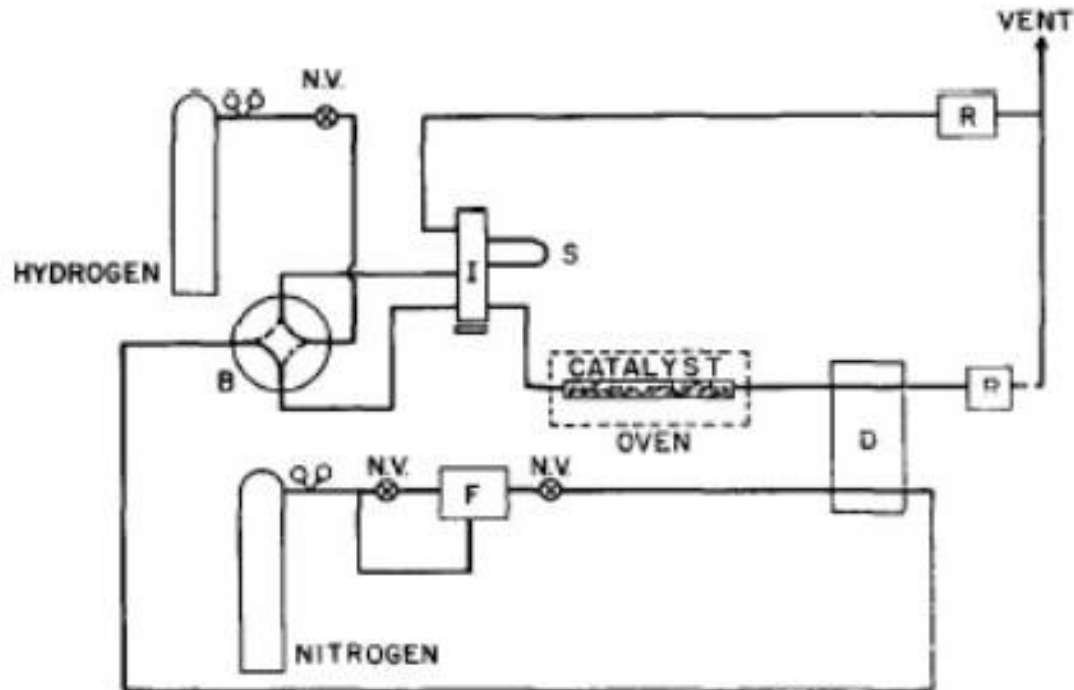 VENT
N.V.
R
HYDROGEN
I
S
B
CATALYST
R
OVEN
D
N.V.
F
N.V.
NITROGEN